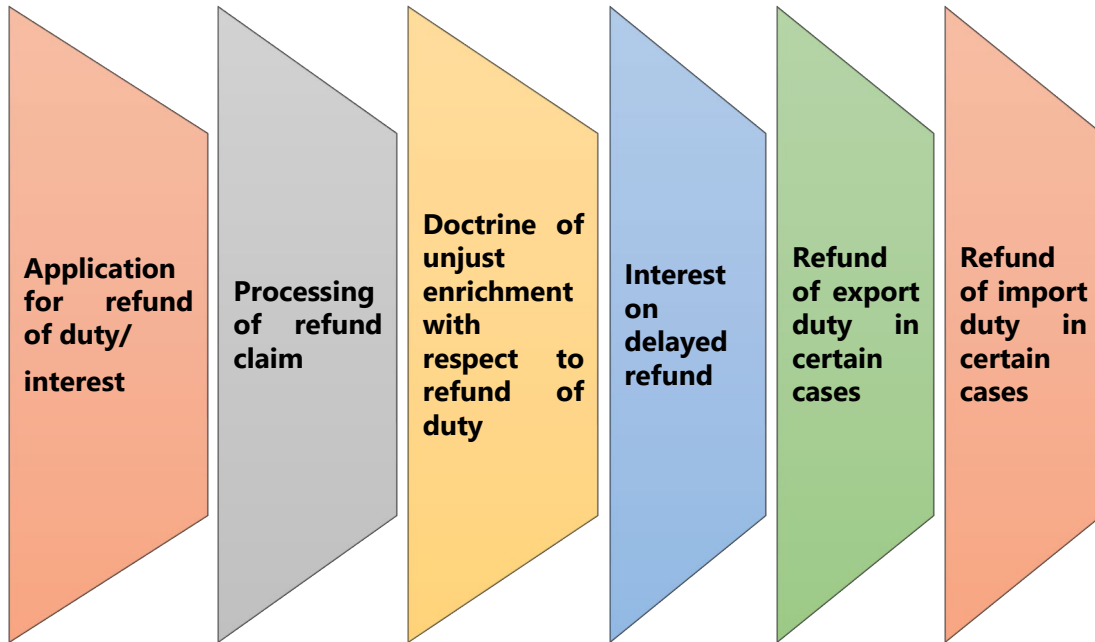 Application
for refund
of duty/
interest
Processing
of refund
claim
Doctrine of
unjust
enrichment
with
respect to
refund of
duty
Interest
on
delayed
refund
Refund
of export
duty in
certain
cases
Refund
of import
duty in
certain
cases